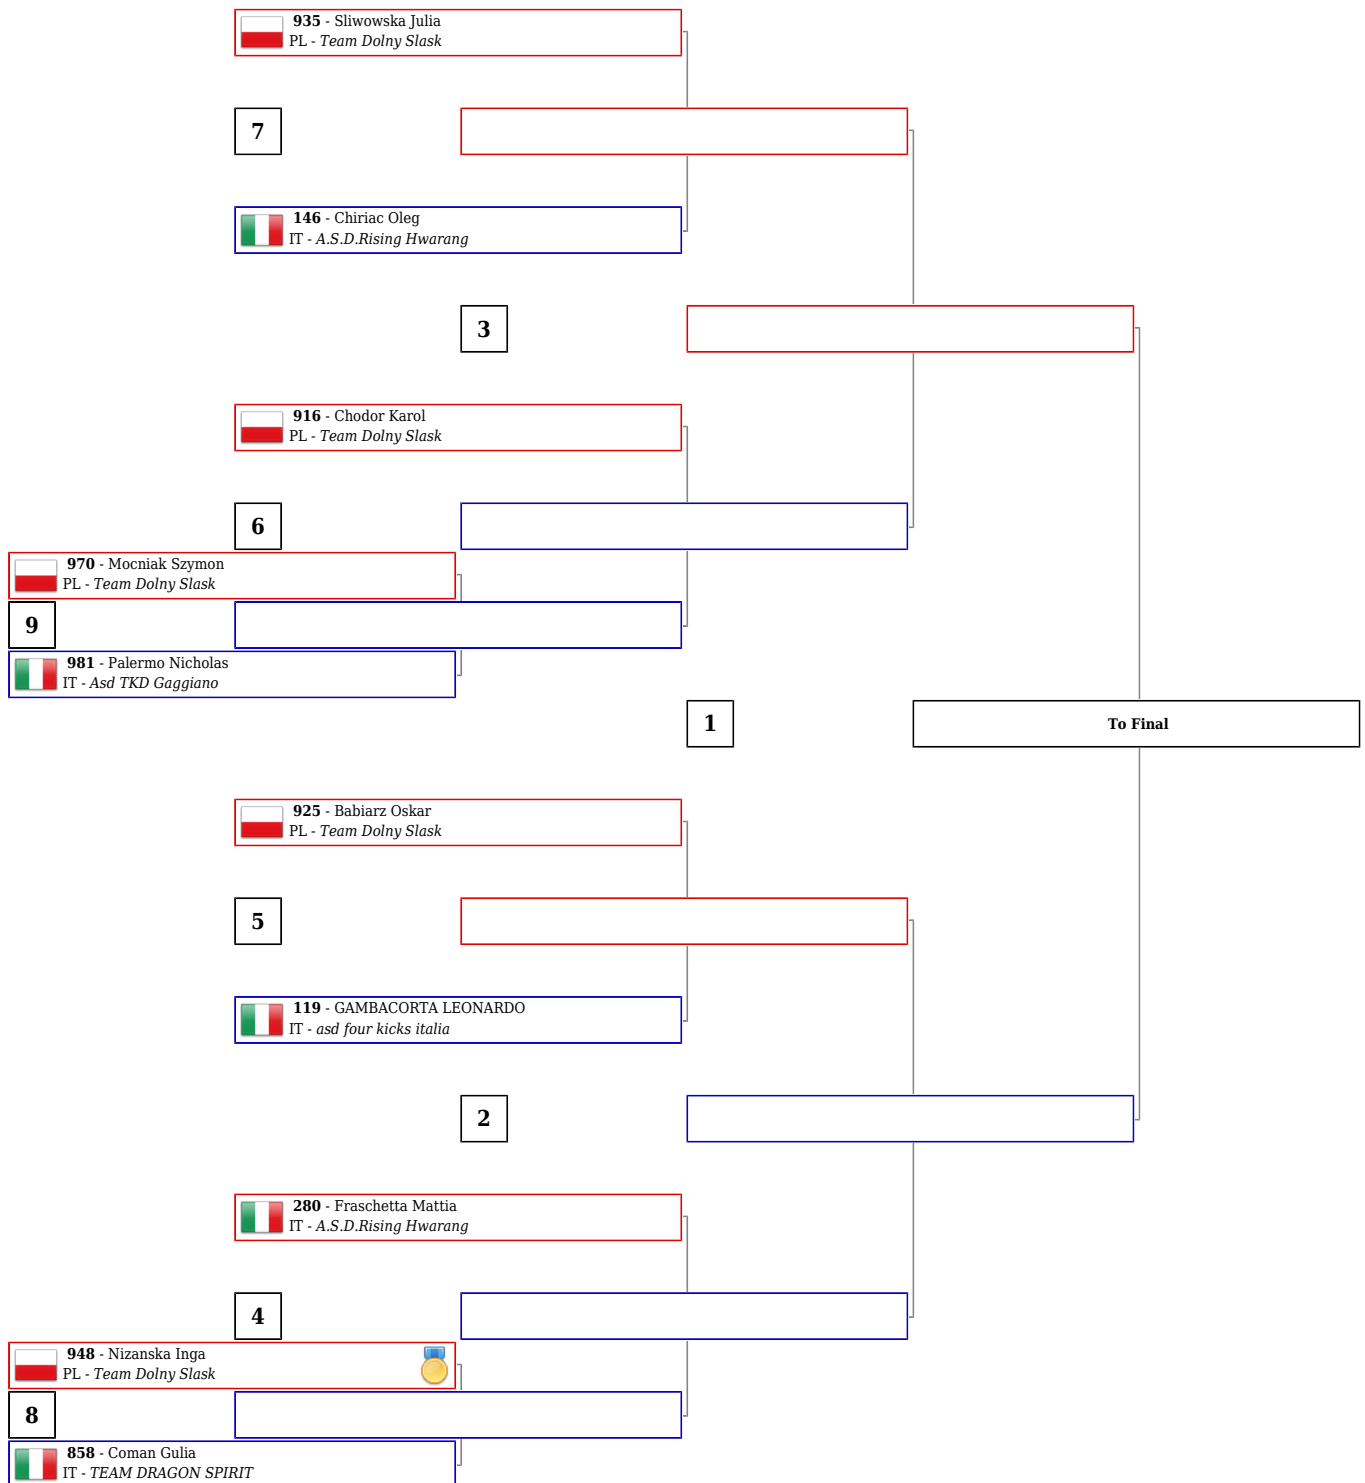 935 - Sliwowska Julia
PL - Team Dolny Slask
7
146 - Chiriac Oleg
IT - A.S.D.Rising Hwarang
3
916 - Chodor Karol
PL - Team Dolny Slask
6
970 - Mocniak Szymon
PL - Team Dolny Slask
9
981 - Palermo Nicholas
IT - Asd TKD Gaggiano
1
To Final
925 - Babiarz Oskar
PL - Team Dolny Slask
5
119 - GAMBACORTA LEONARDO
IT - asd four kicks italia
2
280 - Fraschetta Mattia
IT - A.S.D.Rising Hwarang
4
948 - Nizanska Inga
PL - Team Dolny Slask
8
858 - Coman Gulia
IT - TEAM DRAGON SPIRIT